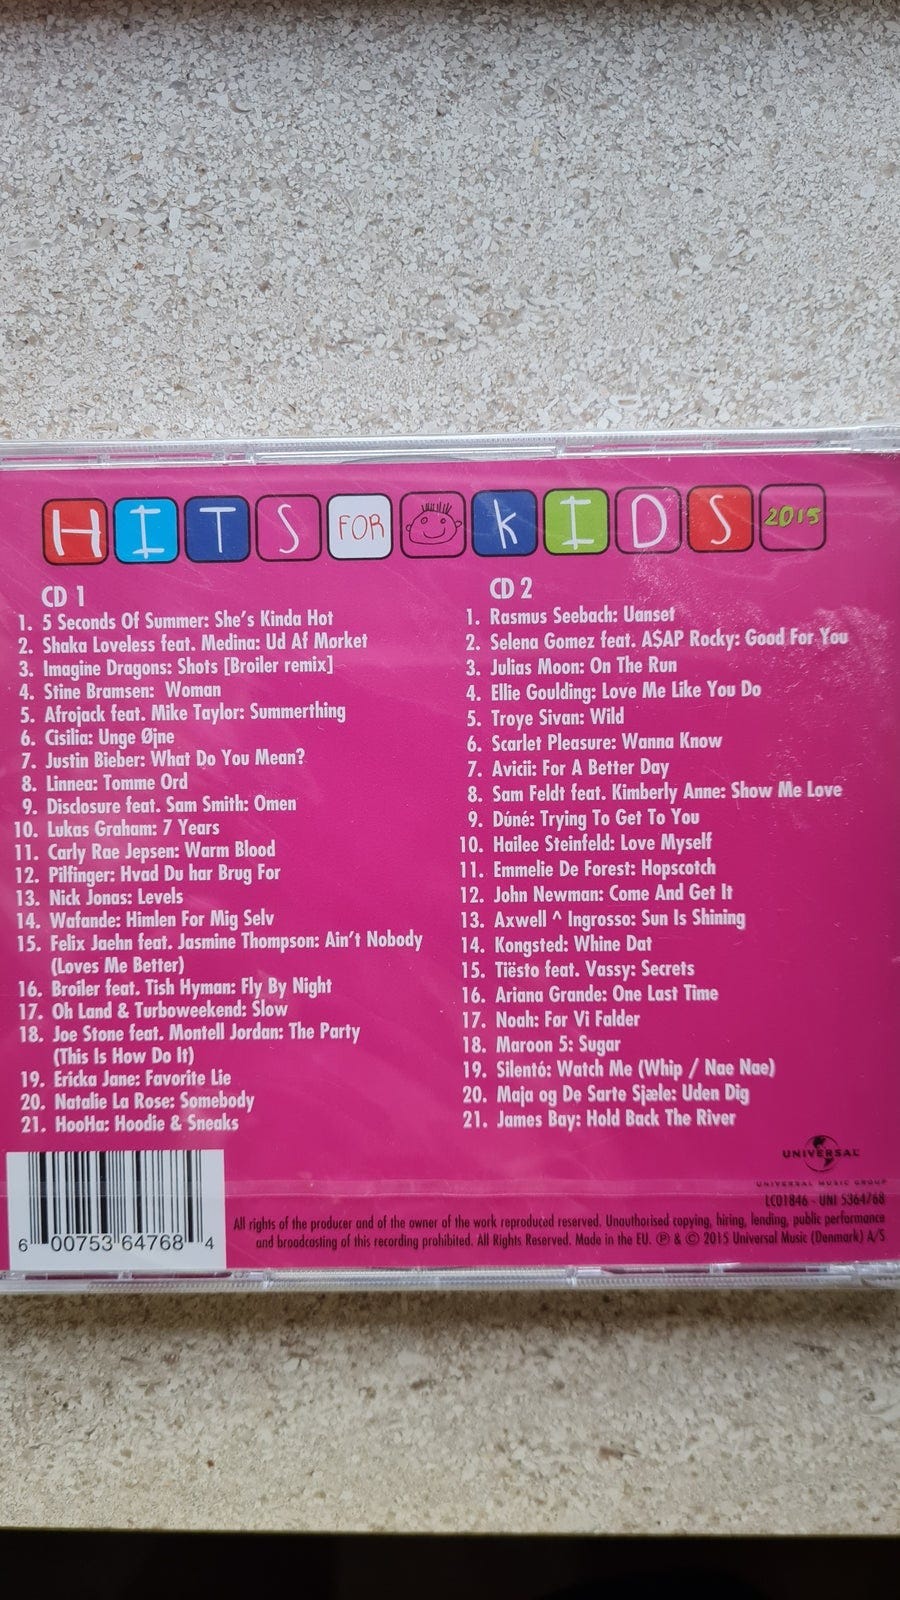 HITS FOR KIDS 2015
CD 1
1. 5 Seconds Of Summer: She's Kinda Hot
2. Shaka Loveless feat. Medina: Ud Af Mørket
3. Imagine Dragons: Shots [Broiler remix]
4. Stine Bramsen: Woman
5. Afrojack feat. Mike Taylor: Summerthing
6. Cisilia: Unge Øjne
7. Justin Bieber: What Do You Mean?
8. Linnea: Tomme Ord
9. Disclosure feat. Sam Smith: Omen
10. Lukas Graham: 7 Years
11. Carly Rae Jepsen: Warm Blood
12. Pilfinger: Hvad Du har Brug For
13. Nick Jonas: Levels
14. Wafande: Himlen For Mig Selv
15. Felix Jaehn feat. Jasmine Thompson: Ain't Nobody
(Loves Me Better)
16. Broiler feat. Tish Hyman: Fly By Night
17. Oh Land & Turboweekend: Slow
18. Joe Stone feat. Montell Jordan: The Party
(This Is How Do It)
19. Ericka Jane: Favorite Lie
20. Natalie La Rose: Somebody
21. HooHa: Hoodie & Sneaks
CD 2
1. Rasmus Seebach: Uanset
2. Selena Gomez feat. A$AP Rocky: Good For You
3. Julias Moon: On The Run
4. Ellie Goulding: Love Me Like You Do
5. Troye Sivan: Wild
6. Scarlet Pleasure: Wanna Know
7. Avicii: For A Better Day
8. Sam Feldt feat. Kimberly Anne: Show Me Love
9. Dúné: Trying To Get To You
10. Hailee Steinfeld: Love Myself
11. Emmelie De Forest: Hopscotch
12. John Newman: Come And Get It
13. Axwell ^ Ingrosso: Sun Is Shining
14. Kongsted: Whine Dat
15. Tiësto feat. Vassy: Secrets
16. Ariana Grande: One Last Time
17. Noah: Før Vi Falder
18. Maroon 5: Sugar
19. Silentó: Watch Me (Whip / Nae Nae)
20. Maja og De Sarte Sjæle: Uden Dig
21. James Bay: Hold Back The River
UNIVERSAL
UNIVERSAL MUSIC GROUP
LC01846 - UNI 5364768
6 00753 64768 4
All rights of the producer and of the owner of the work reproduced reserved. Unauthorised copying, hiring, lending, public performance
and broadcasting of this recording prohibited. All Rights Reserved. Made in the EU. ℗ & © 2015 Universal Music (Denmark) A/S